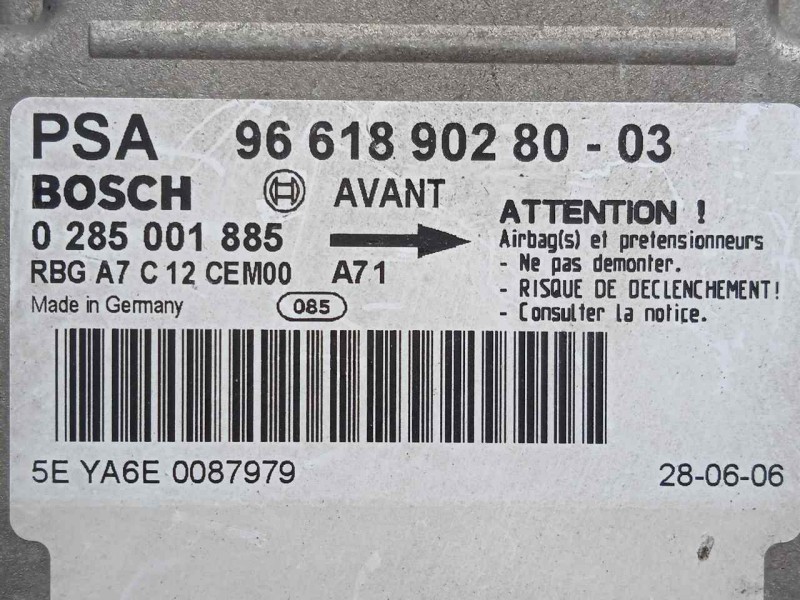 PSA 96 618 902 80 - 03
BOSCH AVANT
0 285 001 885
RBG A7 C 12 CEM00 A71
Made in Germany 085
ATTENTION !
Airbag(s) et pretensionneurs
- Ne pas demonter.
- RISQUE DE DECLENCHEMENT!
- Consulter la notice.
5E YA6E 0087979 28-06-06